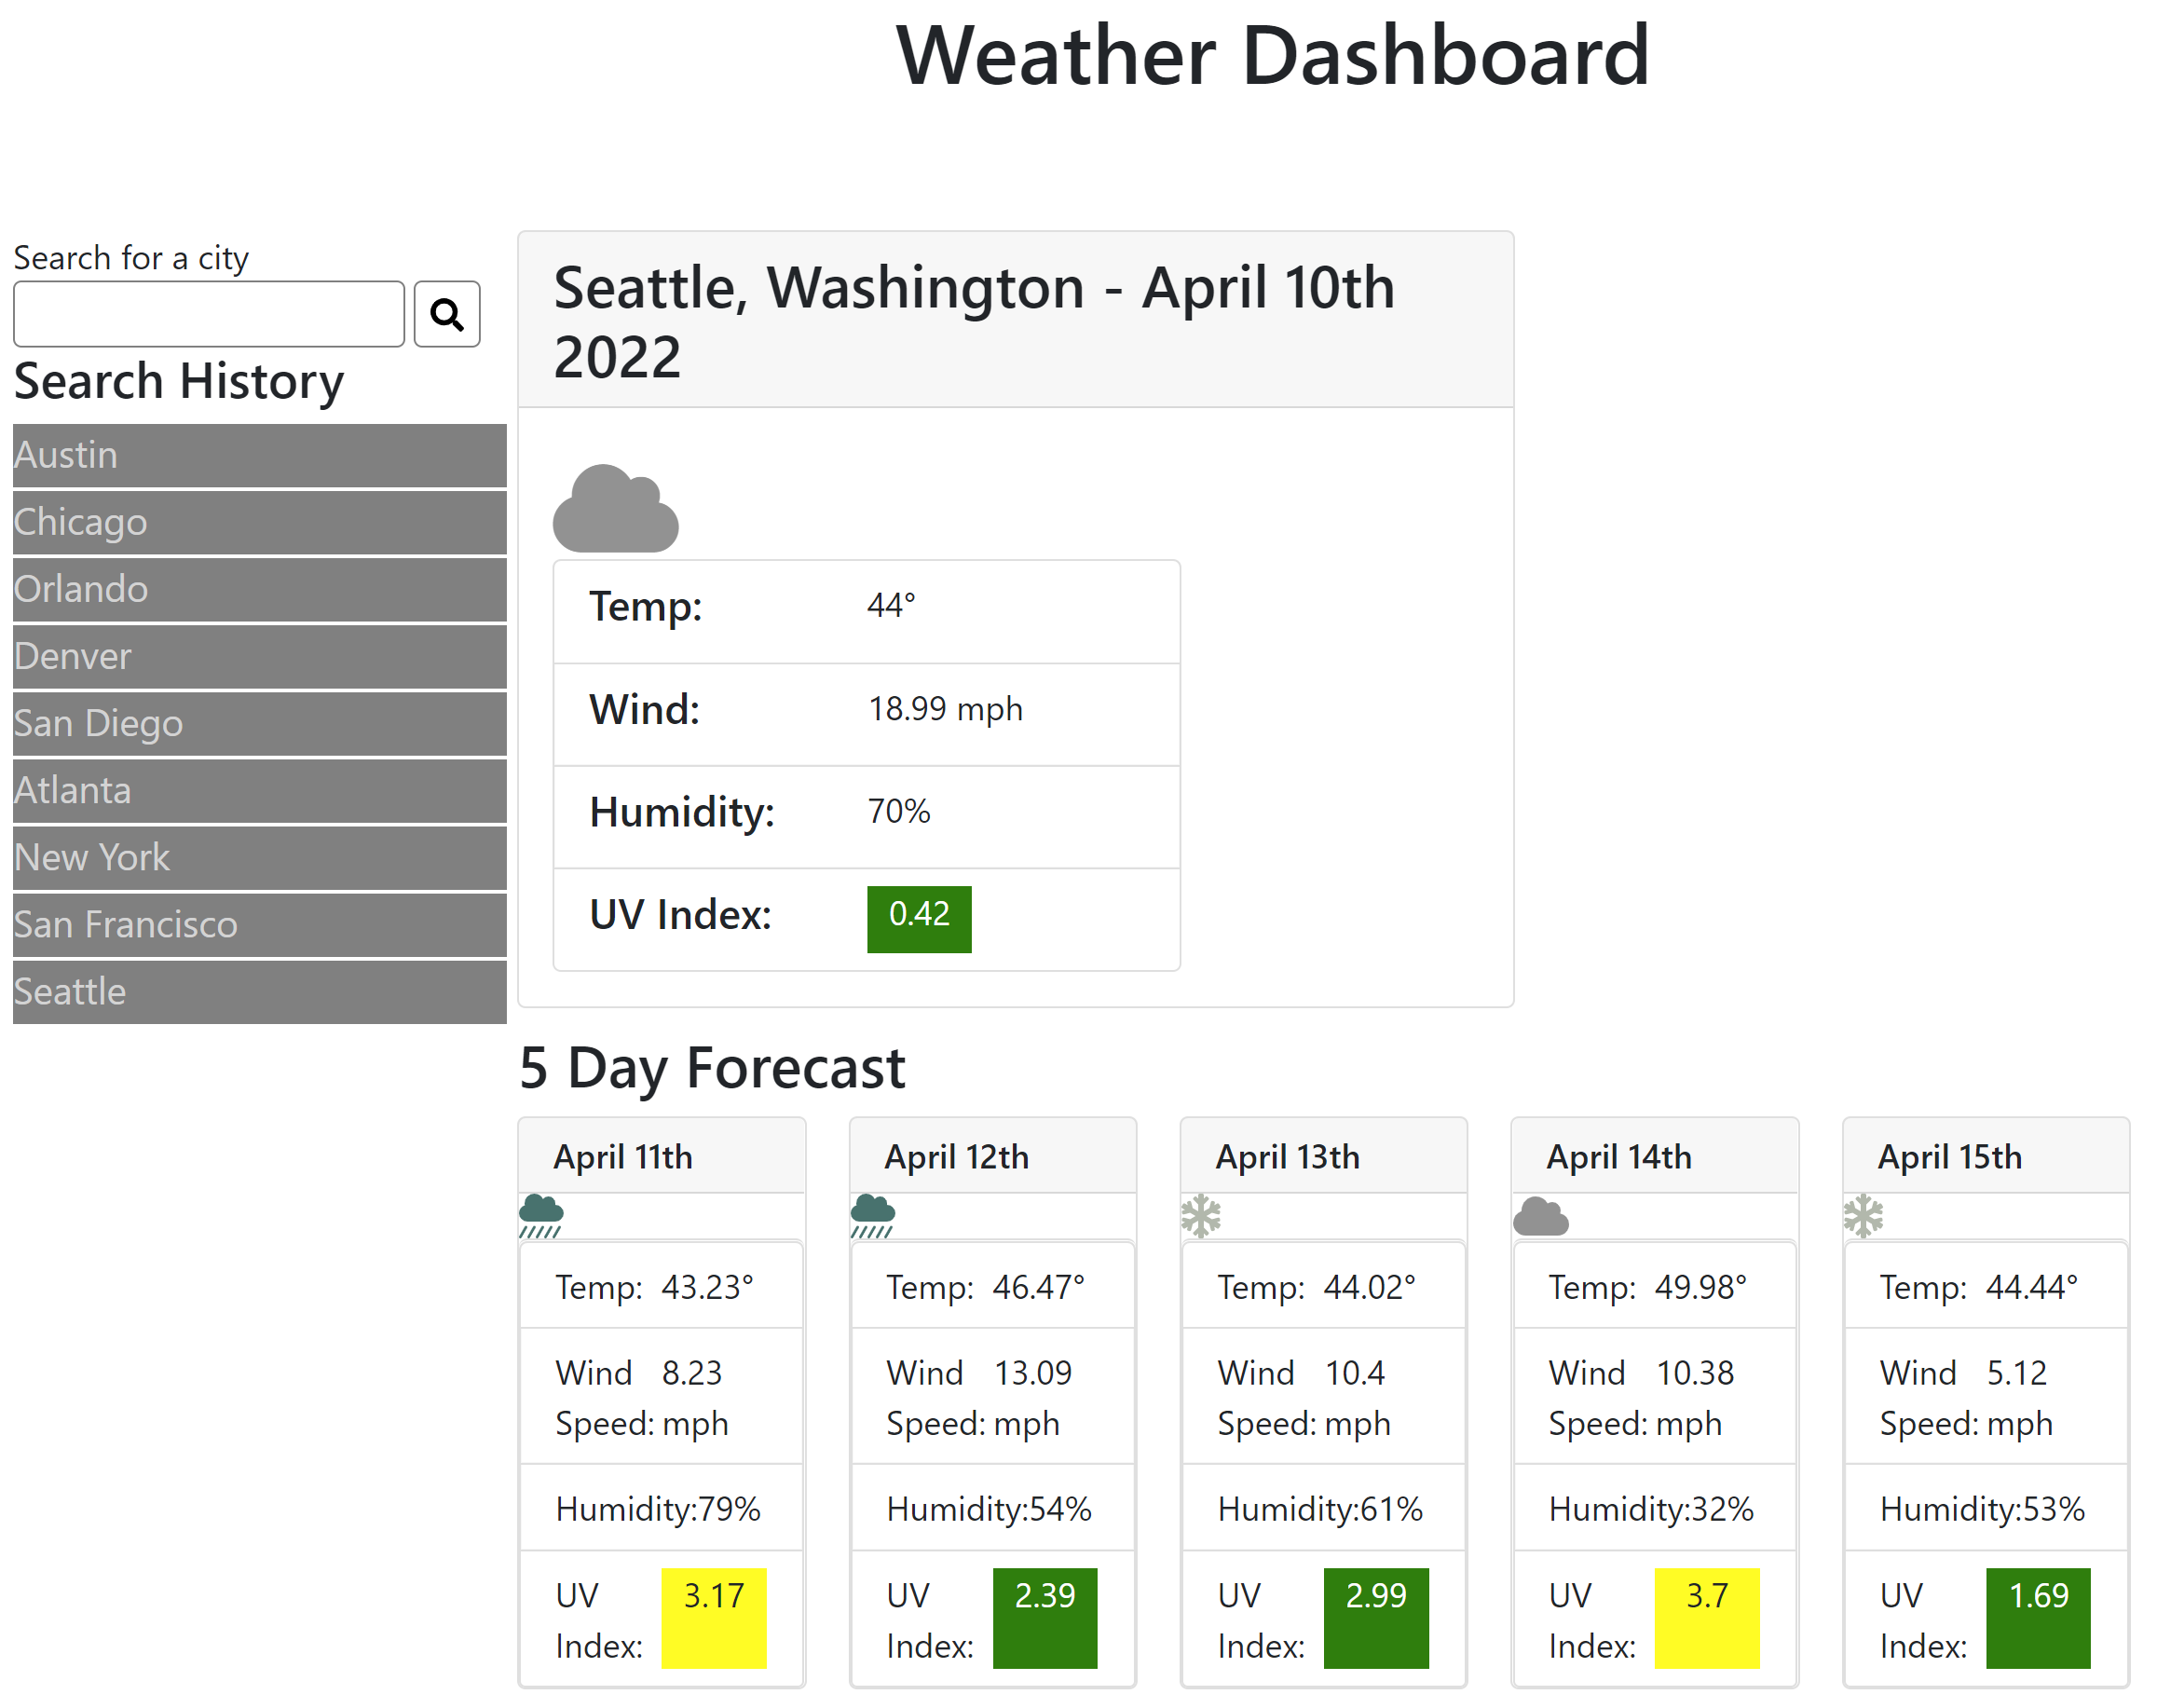 Weather Dashboard
Search for a city
Search History
Austin
Chicago
Orlando
Denver
San Diego
Atlanta
New York
San Francisco
Seattle
Seattle, Washington - April 10th
2022
Temp: 44°
Wind: 18.99 mph
Humidity: 70%
UV Index: 0.42
5 Day Forecast
April 11th
Temp: 43.23°
Wind 8.23
Speed: mph
Humidity:79%
UV 3.17
Index:
April 12th
Temp: 46.47°
Wind 13.09
Speed: mph
Humidity:54%
UV 2.39
Index:
April 13th
Temp: 44.02°
Wind 10.4
Speed: mph
Humidity:61%
UV 2.99
Index:
April 14th
Temp: 49.98°
Wind 10.38
Speed: mph
Humidity:32%
UV 3.7
Index:
April 15th
Temp: 44.44°
Wind 5.12
Speed: mph
Humidity:53%
UV 1.69
Index: